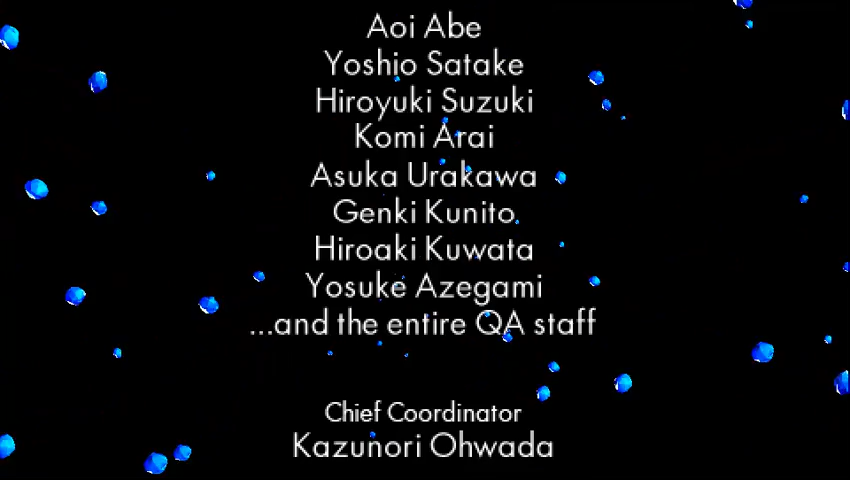 Aoi Abe
Yoshio Satake
Hiroyuki Suzuki
Komi Arai
Asuka Urakawa
Genki Kunito
Hiroaki Kuwata
Yosuke Azegami
...and the entire QA staff
Chief Coordinator
Kazunori Ohwada